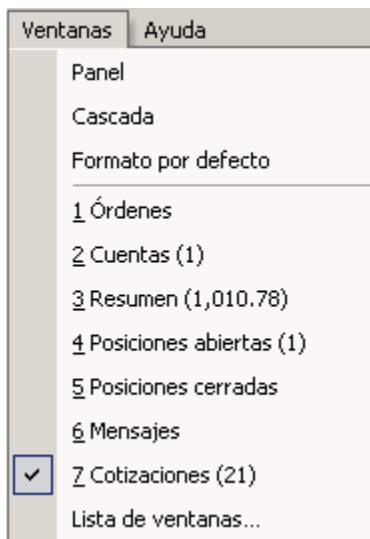 Ventanas Ayuda
Panel
Cascada
Formato por defecto
1 Órdenes
2 Cuentas (1)
3 Resumen (1,010.78)
4 Posiciones abiertas (1)
5 Posiciones cerradas
6 Mensajes
7 Cotizaciones (21)
Lista de ventanas...